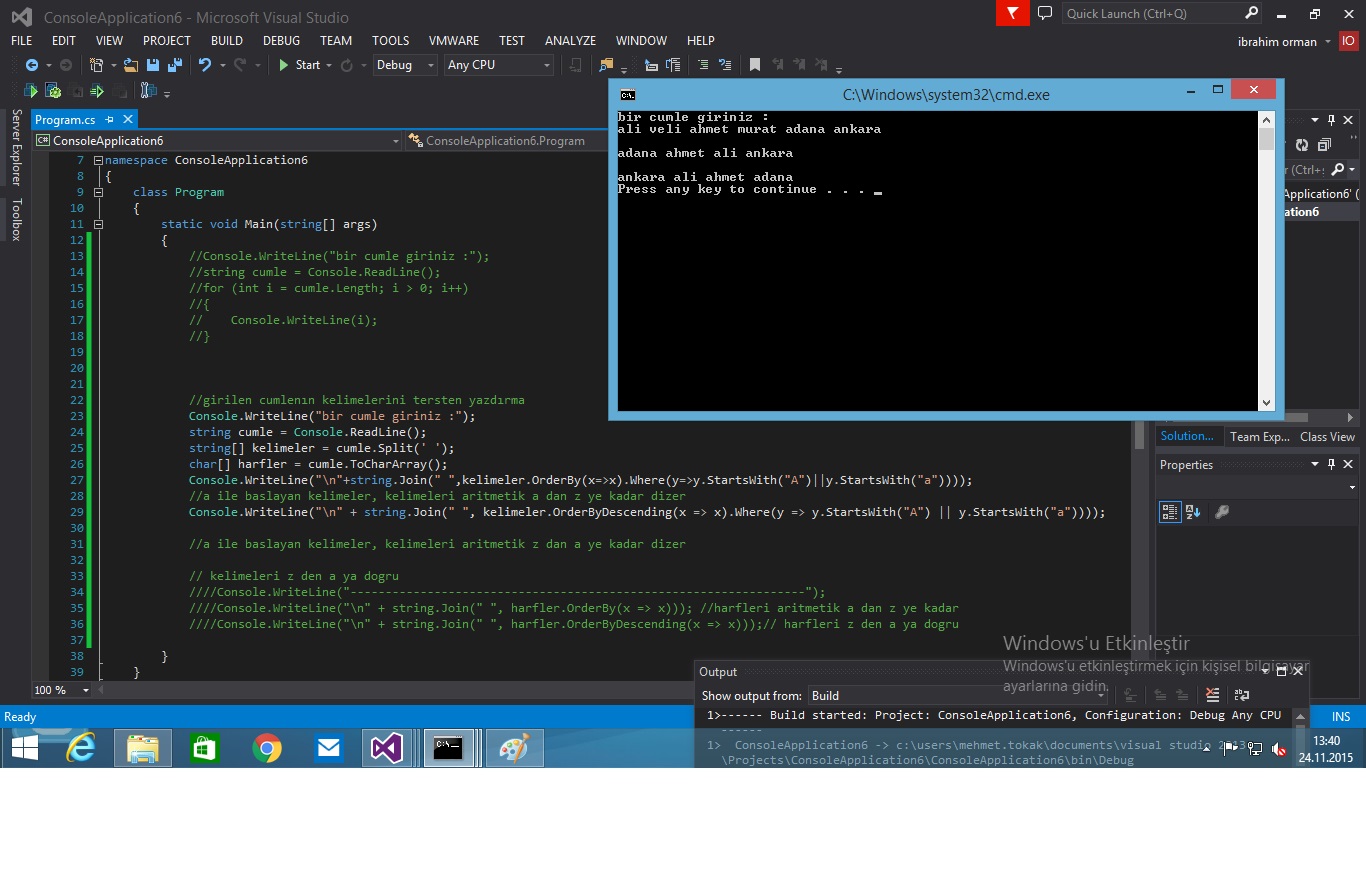 ConsoleApplication6 - Microsoft Visual Studio
Quick Launch (Ctrl+Q)
FILE EDIT VIEW PROJECT BUILD DEBUG TEAM TOOLS VMWARE TEST ANALYZE WINDOW HELP
ibrahim orman IO
Start Debug Any CPU
Server Explorer
Toolbox
Program.cs
ConsoleApplication6
ConsoleApplication6.Program
7 namespace ConsoleApplication6
8 {
9 class Program
10 {
11 static void Main(string[] args)
12 {
13 //Console.WriteLine("bir cumle giriniz :");
14 //string cumle = Console.ReadLine();
15 //for (int i = cumle.Length; i > 0; i++)
16 //{
17 // Console.WriteLine(i);
18 //}
19
20
21
22 //girilen cumlenın kelimelerini tersten yazdırma
23 Console.WriteLine("bir cumle giriniz :");
24 string cumle = Console.ReadLine();
25 string[] kelimeler = cumle.Split(' ');
26 char[] harfler = cumle.ToCharArray();
27 Console.WriteLine("\n"+string.Join(" ",kelimeler.OrderBy(x=>x).Where(y=>y.StartsWith("A")||y.StartsWith("a"))));
28 //a ile baslayan kelimeler, kelimeleri aritmetik a dan z ye kadar dizer
29 Console.WriteLine("\n" + string.Join(" ", kelimeler.OrderByDescending(x => x).Where(y => y.StartsWith("A") || y.StartsWith("a"))));
30
31 //a ile baslayan kelimeler, kelimeleri aritmetik z dan a ye kadar dizer
32
33 // kelimeleri z den a ya dogru
34 ////Console.WriteLine("-----------------------------------------------------------------");
35 ////Console.WriteLine("\n" + string.Join(" ", harfler.OrderBy(x => x))); //harfleri aritmetik a dan z ye kadar
36 ////Console.WriteLine("\n" + string.Join(" ", harfler.OrderByDescending(x => x)));// harfleri z den a ya dogru
37
38 }
39 }
100 %
C:\Windows\system32\cmd.exe
bir cumle giriniz :
ali veli ahmet murat adana ankara
adana ahmet ali ankara
ankara ali ahmet adana
Press any key to continue . . . _
(Ctrl+;
Application6' (
ation6
Solution... Team Exp... Class View
Properties
Windows'u Etkinleştir
Windows'u etkinleştirmek için kişisel bilgisayar
ayarlarına gidin.
Output
Show output from: Build
1>------ Build started: Project: ConsoleApplication6, Configuration: Debug Any CPU
------
1> ConsoleApplication6 -> c:\users\mehmet.tokak\documents\visual studio 2013
\Projects\ConsoleApplication6\ConsoleApplication6\bin\Debug
Ready
INS
13:40
24.11.2015